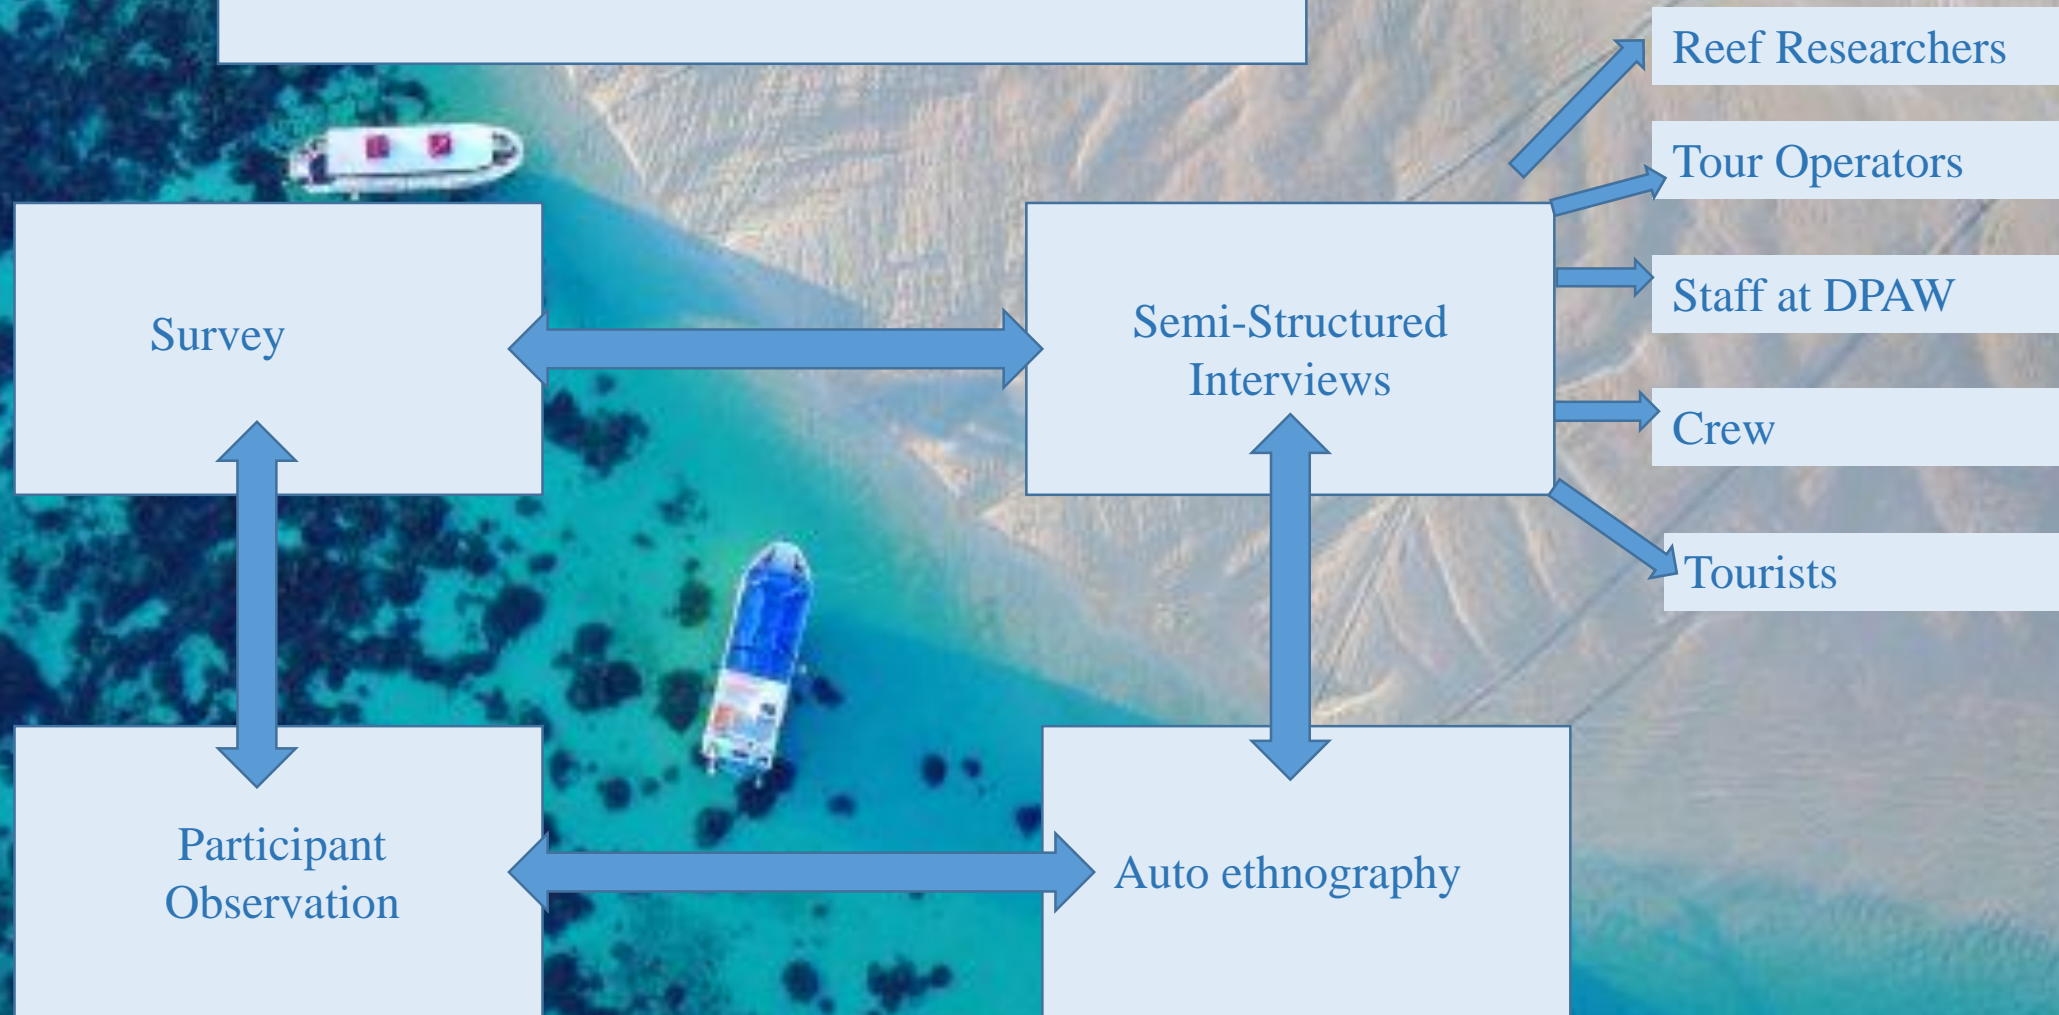 Reef Researchers
Tour Operators
Staff at DPAW
Crew
Tourists
Survey
Semi-Structured
Interviews
Participant
Observation
Auto ethnography